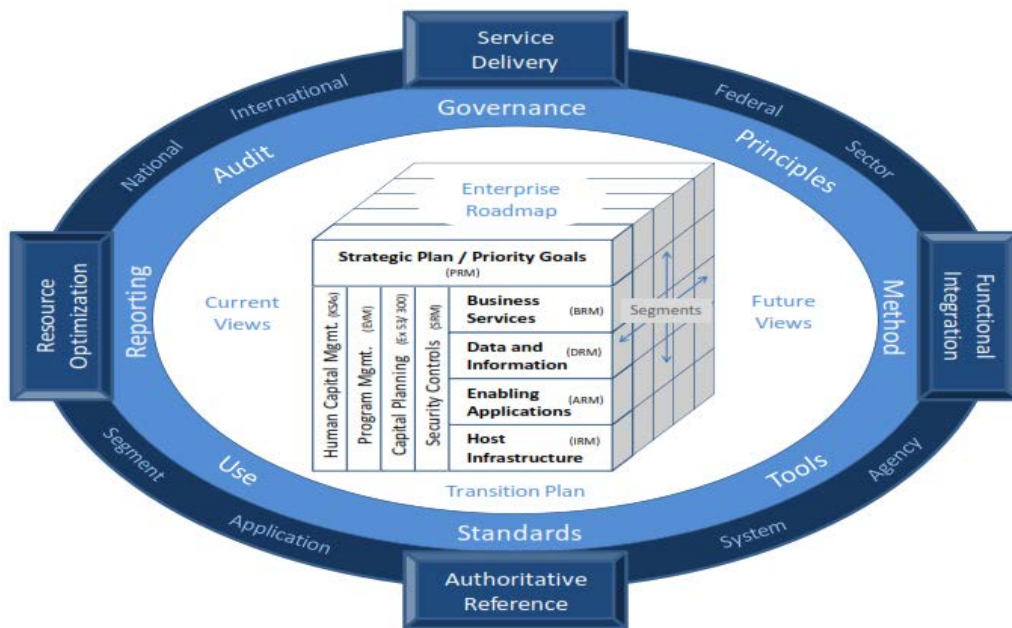 Service
Delivery
International
Federal
Governance
National
Audit
Principles
Sector
Enterprise
Roadmap
Resource
Optimization
Reporting
Current
Views
Strategic Plan / Priority Goals
(PRM)
Human Capital Mgmt. (KSAs)
Program Mgmt. (EVM)
Capital Planning (Ex 53/ 300)
Security Controls (SRM)
Business
Services (BRM)
Data and
Information (DRM)
Enabling
Applications (ARM)
Host
Infrastructure (IRM)
Segments
Future
Views
Method
Functional
Integration
Segment
Use
Transition Plan
Tools
Agency
Application
Standards
System
Authoritative
Reference